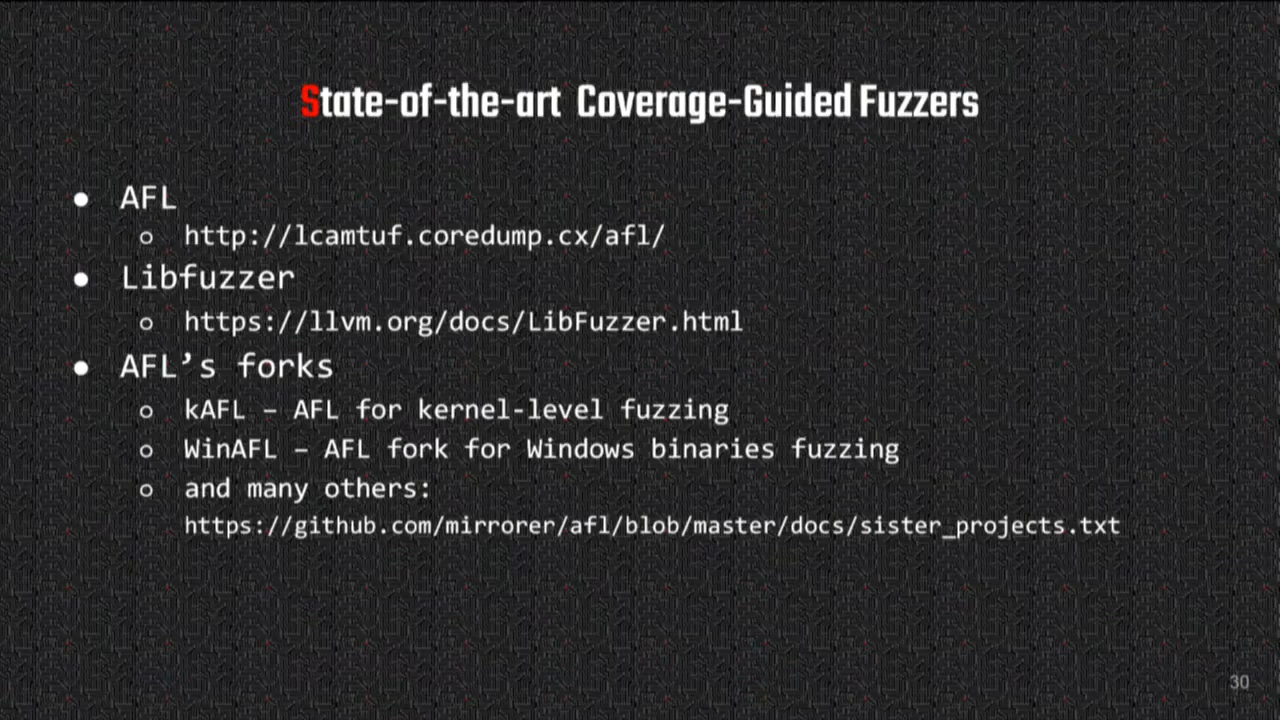 State-of-the-art Coverage-Guided Fuzzers
● AFL
○ http://lcamtuf.coredump.cx/afl/
● Libfuzzer
○ https://llvm.org/docs/LibFuzzer.html
● AFL’s forks
○ kAFL – AFL for kernel-level fuzzing
○ WinAFL – AFL fork for Windows binaries fuzzing
○ and many others:
https://github.com/mirrorer/afl/blob/master/docs/sister_projects.txt
30